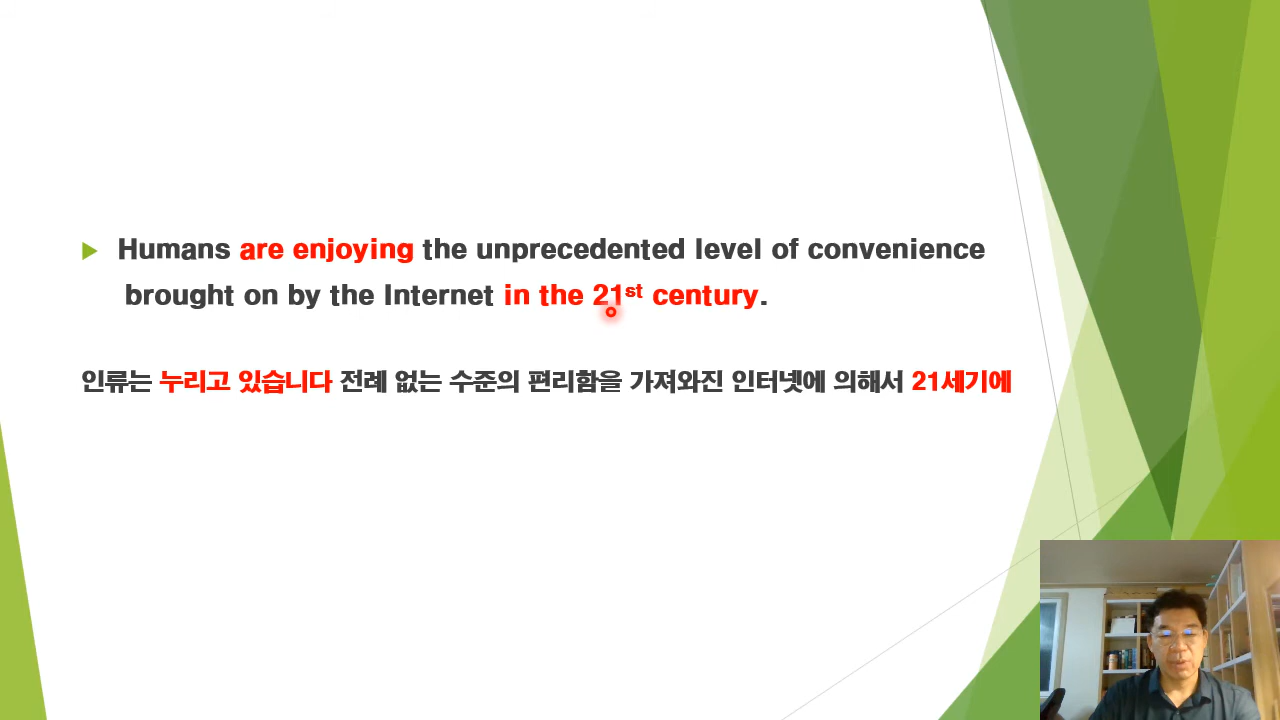 Humans are enjoying the unprecedented level of convenience
brought on by the Internet in the 21st century.
인류는 누리고 있습니다 전례 없는 수준의 편리함을 가져와진 인터넷에 의해서 21세기에